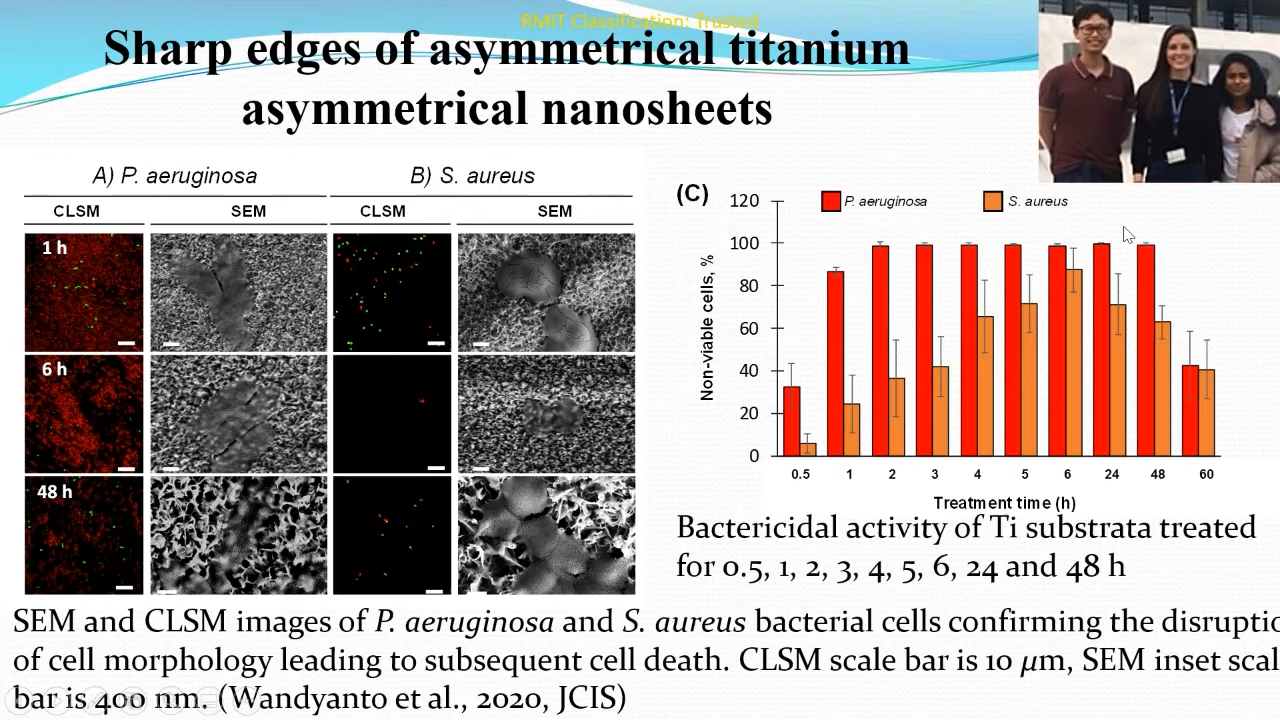 RMIT Classification: Trusted
Sharp edges of asymmetrical titanium
asymmetrical nanosheets
A) P. aeruginosa
B) S. aureus
CLSM
SEM
CLSM
SEM
1 h
6 h
48 h
(C)
P. aeruginosa
S. aureus
Non-viable cells, %
120
100
80
60
40
20
0
0.5 1 2 3 4 5 6 24 48 60
Treatment time (h)
Bactericidal activity of Ti substrata treated
for 0.5, 1, 2, 3, 4, 5, 6, 24 and 48 h
SEM and CLSM images of P. aeruginosa and S. aureus bacterial cells confirming the disruptio
of cell morphology leading to subsequent cell death. CLSM scale bar is 10 μm, SEM inset scal
bar is 400 nm. (Wandyanto et al., 2020, JCIS)